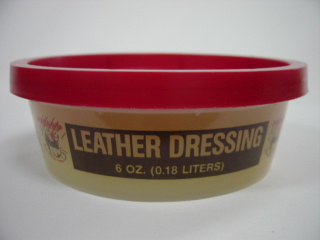 LEATHER DRESSING
6 OZ. (0.18 LITERS)